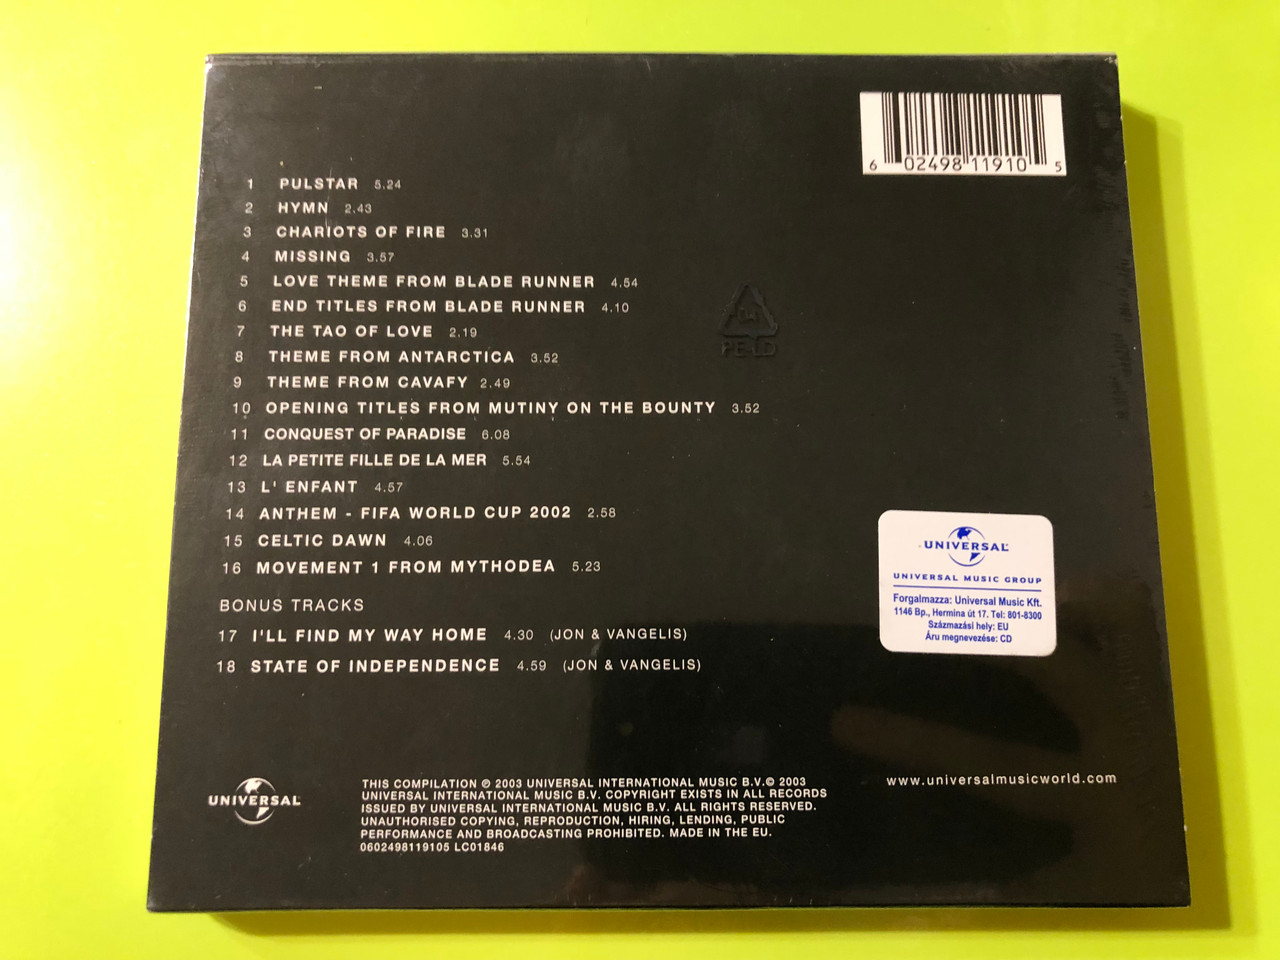 6 02498 11910 5
1 PULSTAR 5.24
2 HYMN 2.43
3 CHARIOTS OF FIRE 3.31
4 MISSING 3.57
5 LOVE THEME FROM BLADE RUNNER 4.54
6 END TITLES FROM BLADE RUNNER 4.10
7 THE TAO OF LOVE 2.19
8 THEME FROM ANTARCTICA 3.52
9 THEME FROM CAVAFY 2.49
10 OPENING TITLES FROM MUTINY ON THE BOUNTY 3.52
11 CONQUEST OF PARADISE 6.08
12 LA PETITE FILLE DE LA MER 5.54
13 L' ENFANT 4.57
14 ANTHEM - FIFA WORLD CUP 2002 2.58
15 CELTIC DAWN 4.06
16 MOVEMENT 1 FROM MYTHODEA 5.23
BONUS TRACKS
17 I'LL FIND MY WAY HOME 4.30 (JON & VANGELIS)
18 STATE OF INDEPENDENCE 4.59 (JON & VANGELIS)
04
PE-LD
UNIVERSAL
UNIVERSAL MUSIC GROUP
Forgalmazza: Universal Music Kft.
1146 Bp., Hermina út 17. Tel: 801-8300
Származási hely: EU
Áru megnevezése: CD
UNIVERSAL
THIS COMPILATION ℗ 2003 UNIVERSAL INTERNATIONAL MUSIC B.V.© 2003
UNIVERSAL INTERNATIONAL MUSIC B.V. COPYRIGHT EXISTS IN ALL RECORDS
ISSUED BY UNIVERSAL INTERNATIONAL MUSIC B.V. ALL RIGHTS RESERVED.
UNAUTHORISED COPYING, REPRODUCTION, HIRING, LENDING, PUBLIC
PERFORMANCE AND BROADCASTING PROHIBITED. MADE IN THE EU.
0602498119105 LC01846
www.universalmusicworld.com